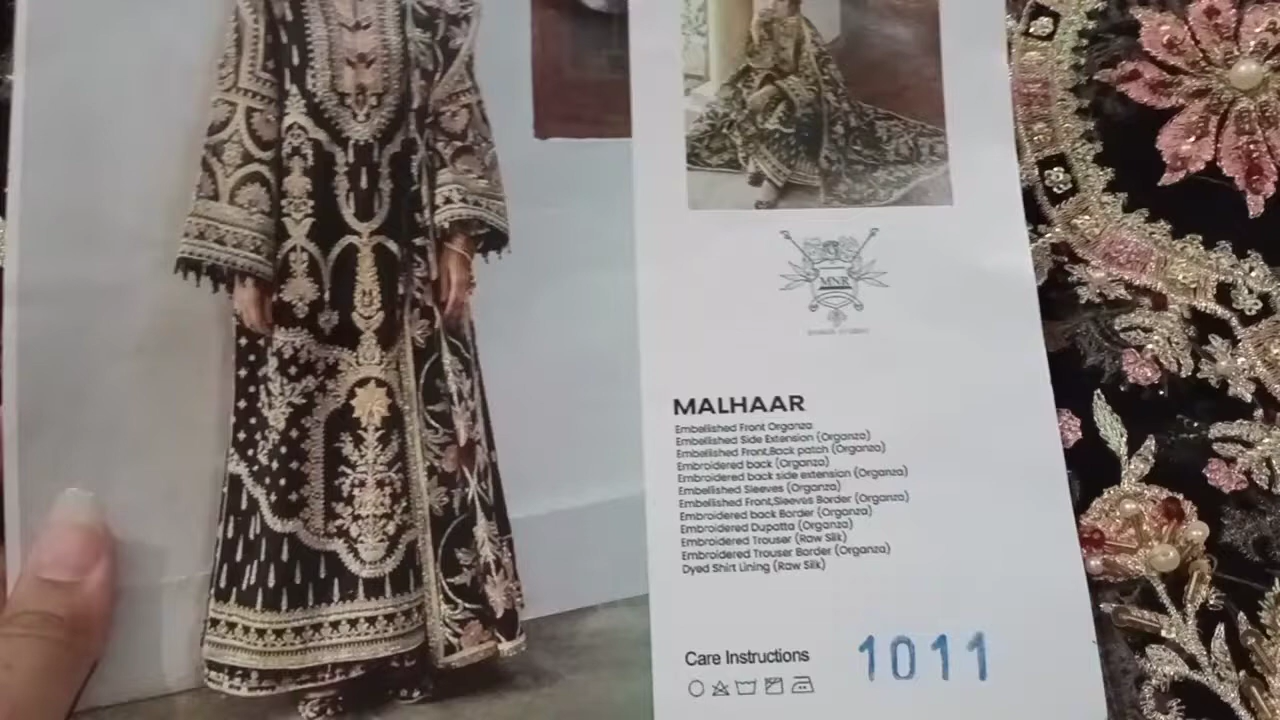 MNR
MALHAAR
Embellished Front Organza
Embellished Side Extension (Organza)
Embellished Front,Back patch (Organza)
Embroidered back (Organza)
Embroidered back side extension (Organza)
Embellished Sleeves (Organza)
Embellished Front,Sleeves Border (Organza)
Embroidered back Border (Organza)
Embroidered Dupatta (Organza)
Embroidered Trouser (Raw Silk)
Embroidered Trouser Border (Organza)
Dyed Shirt Lining (Raw Silk)
Care Instructions
1011